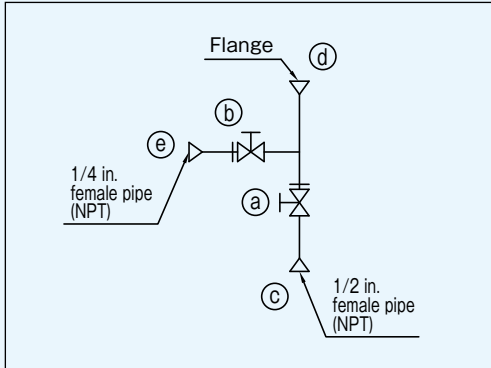 Flange
d
b
e
1/4 in.
female pipe
(NPT)
a
c
1/2 in.
female pipe
(NPT)